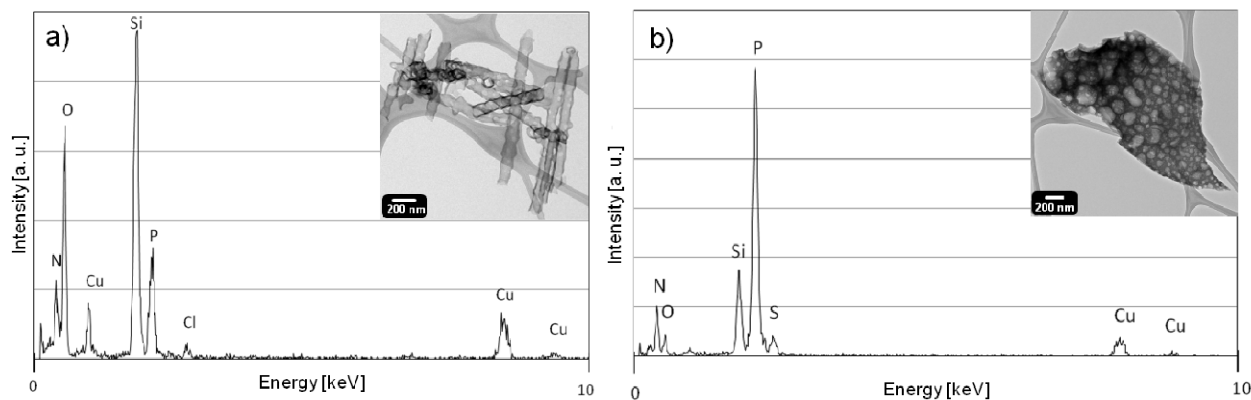 a)
Si
O
N
Cu
P
Cl
Cu
Cu
200 nm
Intensity [a. u.]
0
Energy [keV]
10
b)
P
Si
N
O
S
Cu
Cu
200 nm
Intensity [a. u.]
0
Energy [keV]
10